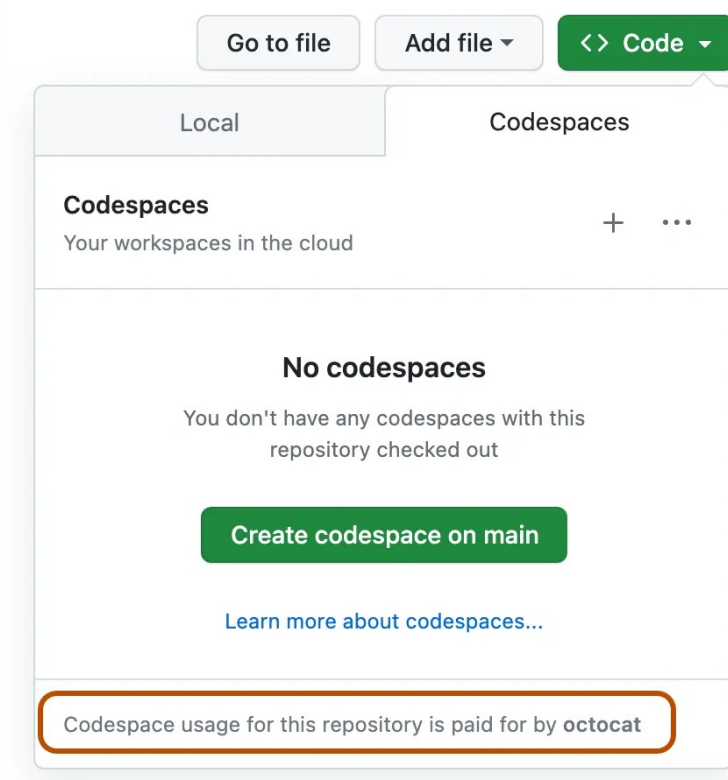 Go to file
Add file
<> Code
Local
Codespaces
Codespaces
Your workspaces in the cloud
No codespaces
You don't have any codespaces with this
repository checked out
Create codespace on main
Learn more about codespaces...
Codespace usage for this repository is paid for by octocat